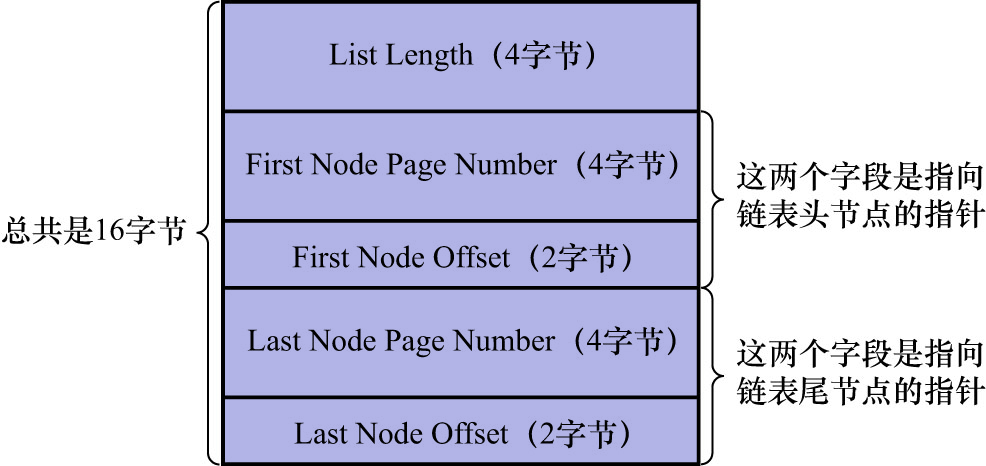 List Length（4字节）
First Node Page Number（4字节）
First Node Offset（2字节）
Last Node Page Number（4字节）
Last Node Offset（2字节）
总共是16字节
这两个字段是指向
链表头节点的指针
这两个字段是指向
链表尾节点的指针